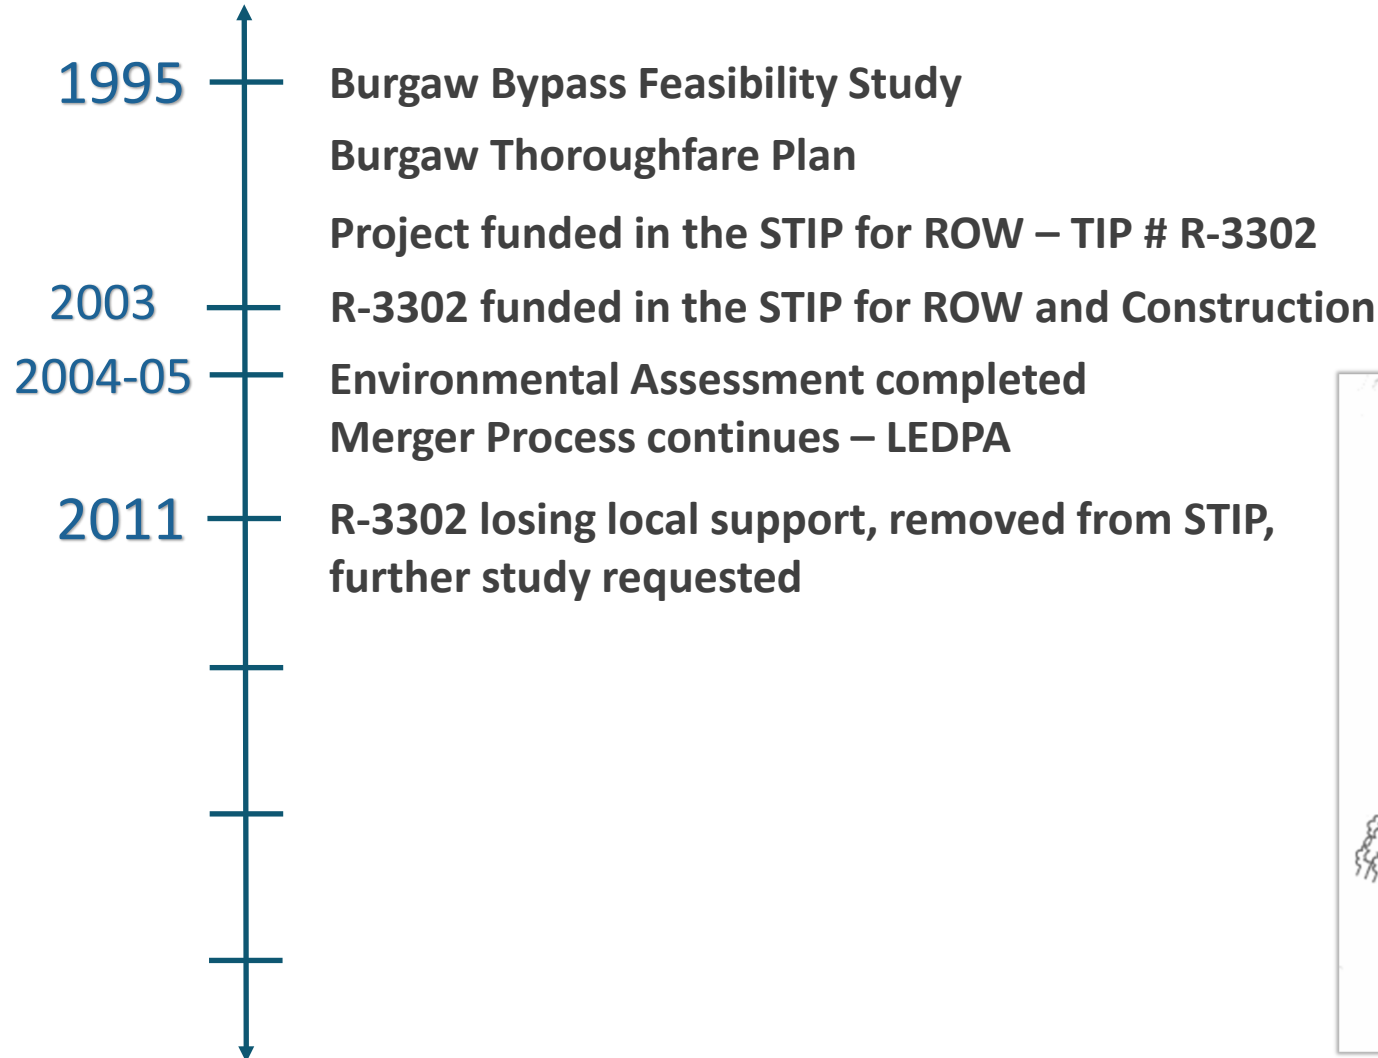 1995 Burgaw Bypass Feasibility Study
Burgaw Thoroughfare Plan
Project funded in the STIP for ROW – TIP # R-3302
2003 R-3302 funded in the STIP for ROW and Construction
2004-05 Environmental Assessment completed
Merger Process continues – LEDPA
2011 R-3302 losing local support, removed from STIP,
further study requested